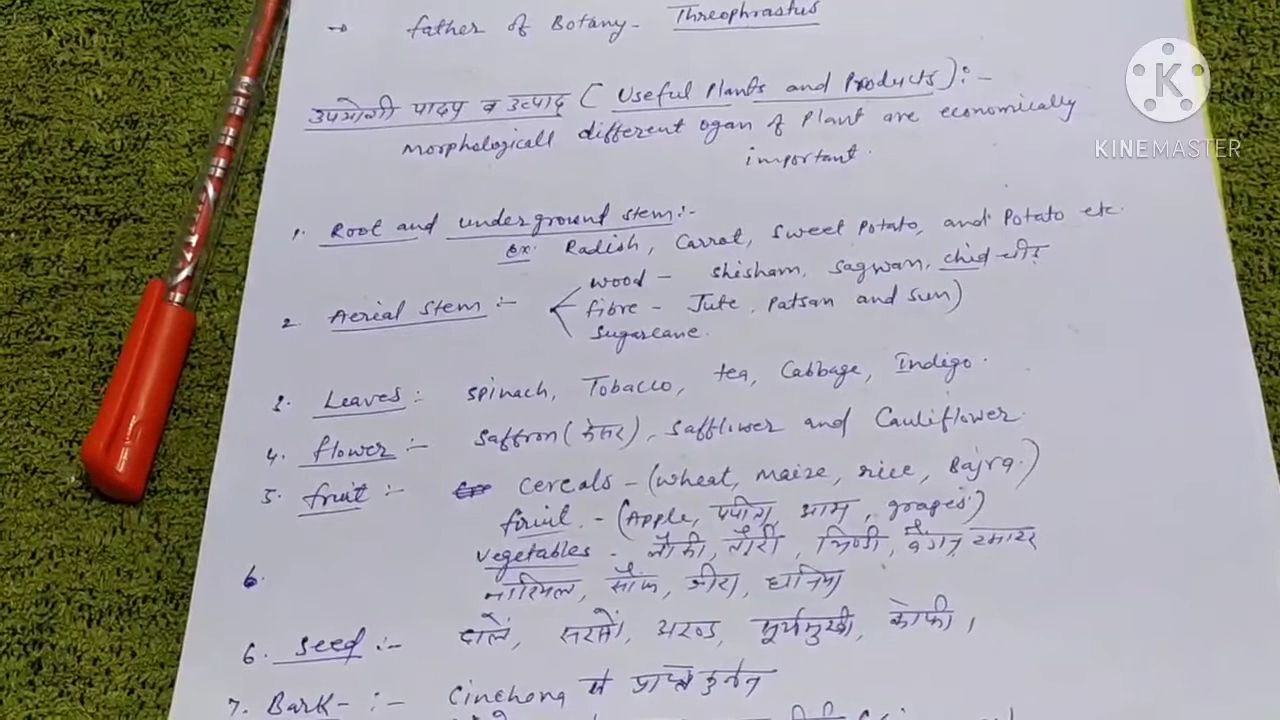 → father of Botany- Threophrastus
उपयोगी पादप व उत्पाद ( Useful Plants and Products ):-
morphologicall different ogan of Plant are economically
important.
1. Root and underground stem:-
ex. Radish, Carrot, Sweet Potato, and Potato etc.
wood - Shisham, Sagwan, chid चीड़
2. Aerial stem :-
fibre - Jute, Patsan and Sun)
Sugarcane.
3. Leaves : Spinach, Tobacco, tea, Cabbage, Indigo.
4. flower :- Saffron (केसर), Safflower and Cauliflower
5. fruit :- Cereals - (wheat, maize, rice, Bajra.)
fruit. - (Apple, पपीता, आम, grapes)
vegetables - लौकी, तौरी, भिण्डी, बैंगन टमाटर
6.
नारियल, सौंफ, जीरा, धनिया
6. Seed :- दालें, सरसों, अरण्ड, सूर्यमुखी, कोफी,
7. Bark- :- Cinchona से प्राप्त कुनैन
K
KINEMASTER